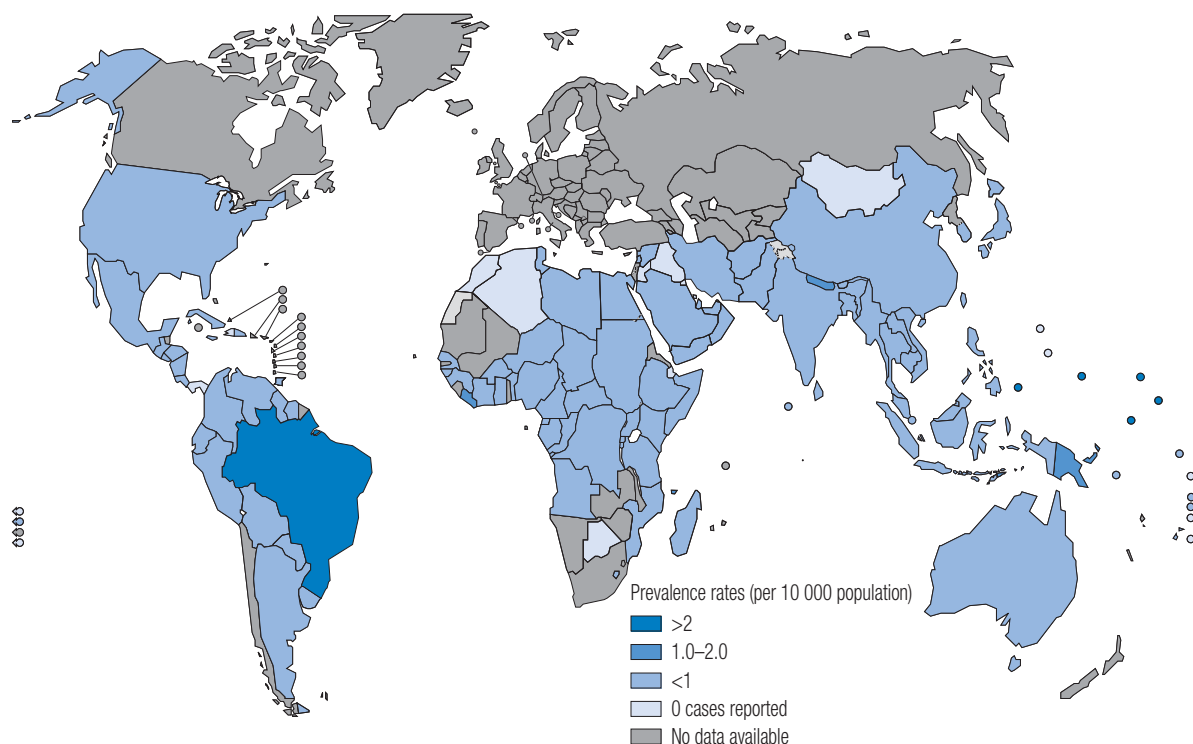 Prevalence rates (per 10 000 population)
>2
1.0–2.0
<1
0 cases reported
No data available